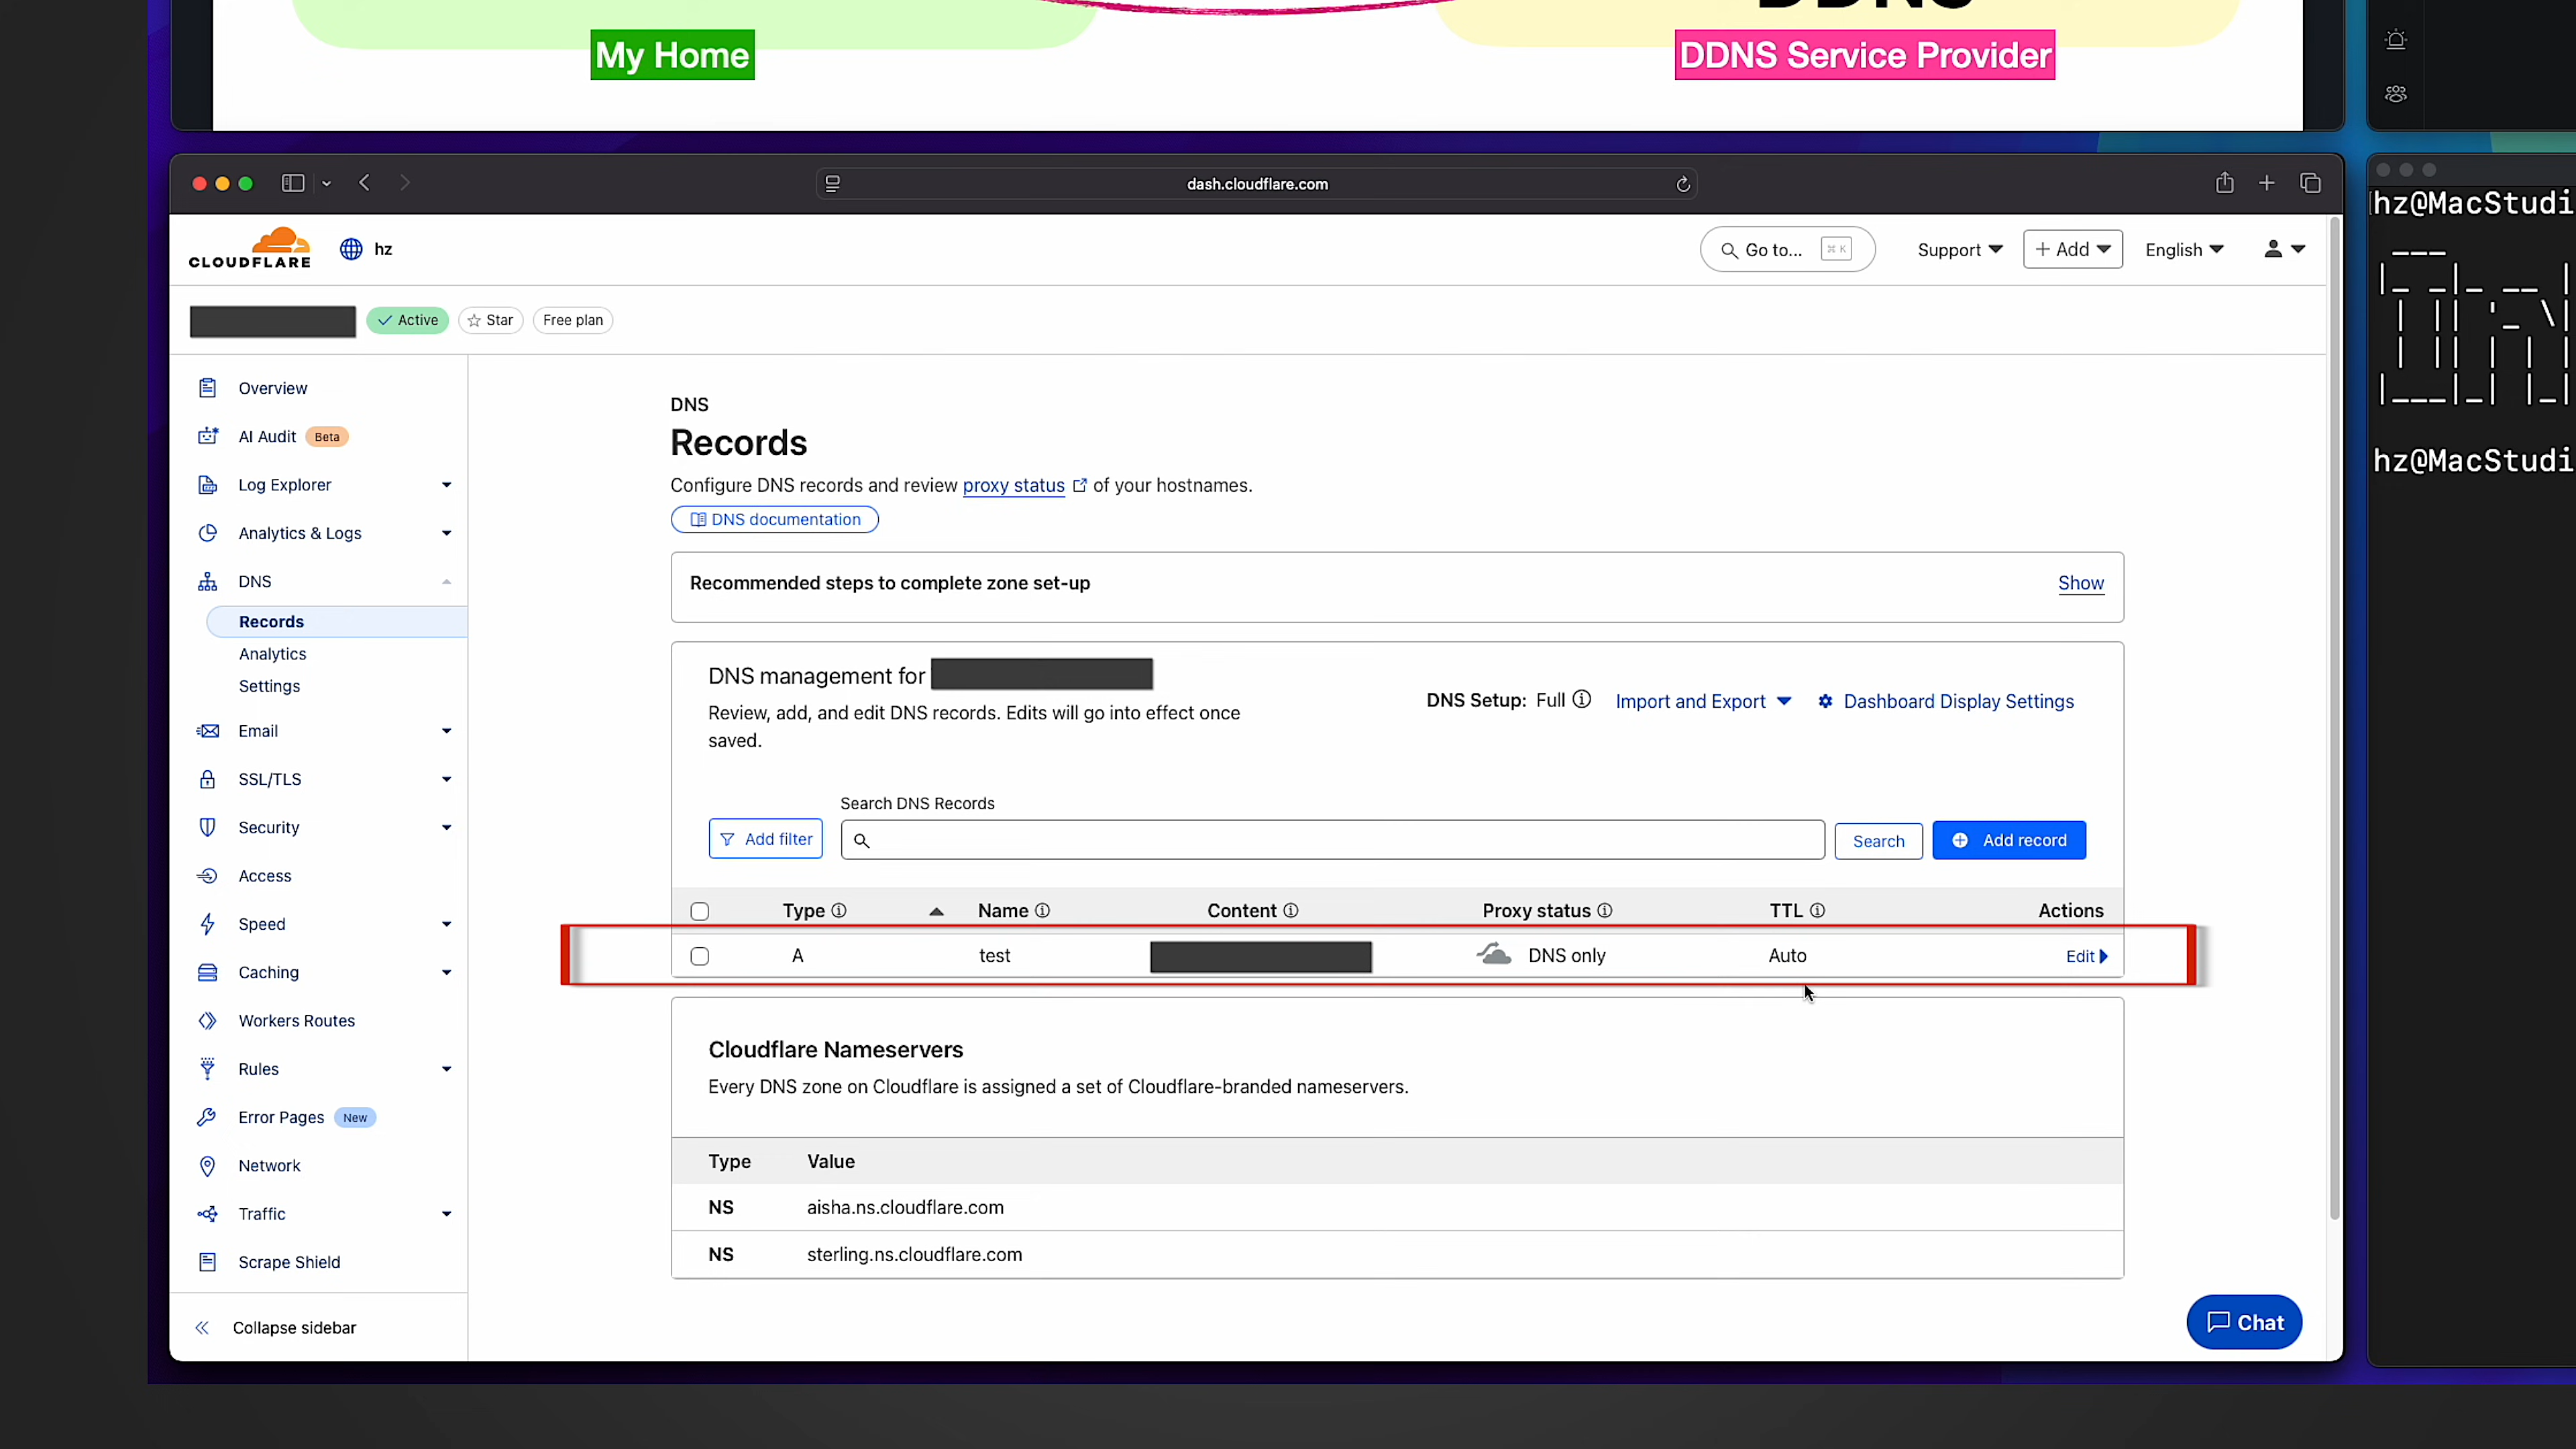 My Home
DDNS Service Provider
dash.cloudflare.com
CLOUDFLARE
hz
Go to...
⌘ K
Support
+ Add
English
Active
Star
Free plan
Overview
AI Audit Beta
Log Explorer
Analytics & Logs
DNS
Records
Analytics
Settings
Email
SSL/TLS
Security
Access
Speed
Caching
Workers Routes
Rules
Error Pages New
Network
Traffic
Scrape Shield
Collapse sidebar
DNS
Records
Configure DNS records and review proxy status of your hostnames.
DNS documentation
Recommended steps to complete zone set-up
Show
DNS management for
Review, add, and edit DNS records. Edits will go into effect once
saved.
DNS Setup: Full
Import and Export
Dashboard Display Settings
Search DNS Records
Add filter
Search
Add record
Type Name Content Proxy status TTL Actions
A test DNS only Auto Edit
Cloudflare Nameservers
Every DNS zone on Cloudflare is assigned a set of Cloudflare-branded nameservers.
Type Value
NS aisha.ns.cloudflare.com
NS sterling.ns.cloudflare.com
Chat
hz@MacStudi
hz@MacStudi